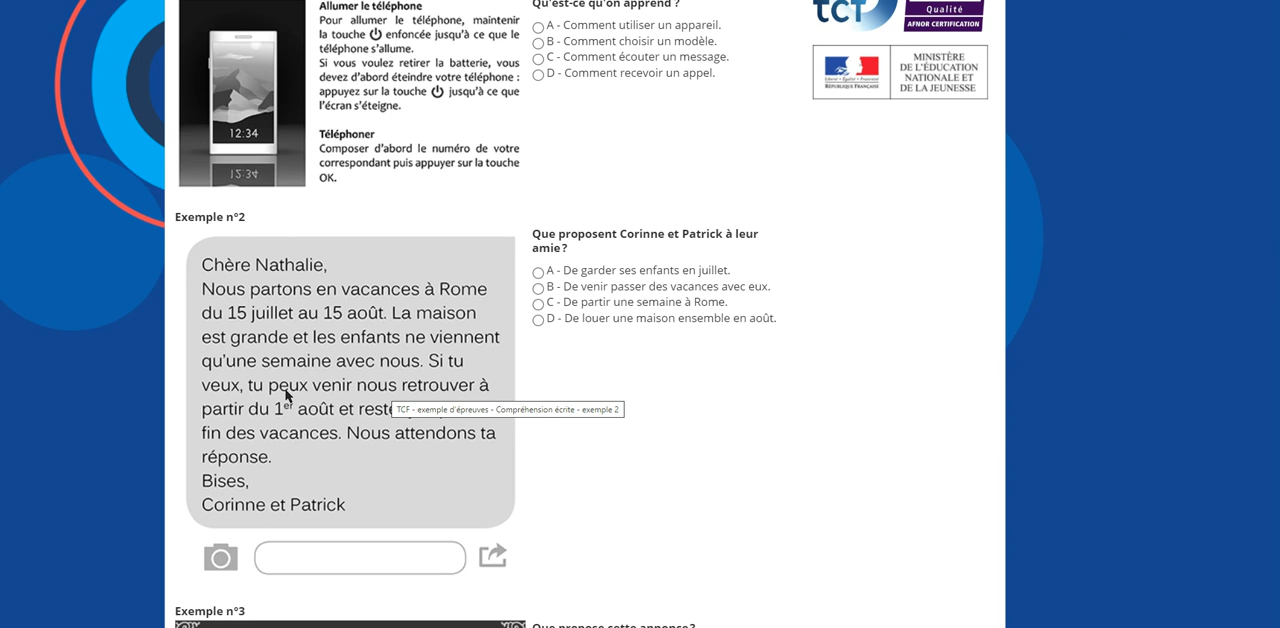 Allumer le téléphone
Pour allumer le téléphone, maintenir
la touche enfoncée jusqu'à ce que le
téléphone s'allume.
Si vous voulez retirer la batterie, vous
devez d'abord éteindre votre téléphone :
appuyez sur la touche jusqu'à ce que
l'écran s'éteigne.
Téléphoner
Composer d'abord le numéro de votre
correspondant puis appuyer sur la touche
OK.
12:34
12:34
Qu'est-ce qu'on apprend ?
A - Comment utiliser un appareil.
B - Comment choisir un modèle.
C - Comment écouter un message.
D - Comment recevoir un appel.
Qualité
AFNOR CERTIFICATION
Liberté • Égalité • Fraternité
RÉPUBLIQUE FRANÇAISE
MINISTÈRE
DE L'ÉDUCATION
NATIONALE ET
DE LA JEUNESSE
Exemple n°2
Chère Nathalie,
Nous partons en vacances à Rome
du 15 juillet au 15 août. La maison
est grande et les enfants ne viennent
qu'une semaine avec nous. Si tu
veux, tu peux venir nous retrouver à
partir du 1er août et
fin des vacances. Nous attendons ta
réponse.
Bises,
Corinne et Patrick
TCF - exemple d'épreuves - Compréhension écrite - exemple 2
Que proposent Corinne et Patrick à leur
amie ?
A - De garder ses enfants en juillet.
B - De venir passer des vacances avec eux.
C - De partir une semaine à Rome.
D - De louer une maison ensemble en août.
Exemple n°3
Que propose cette annonce ?